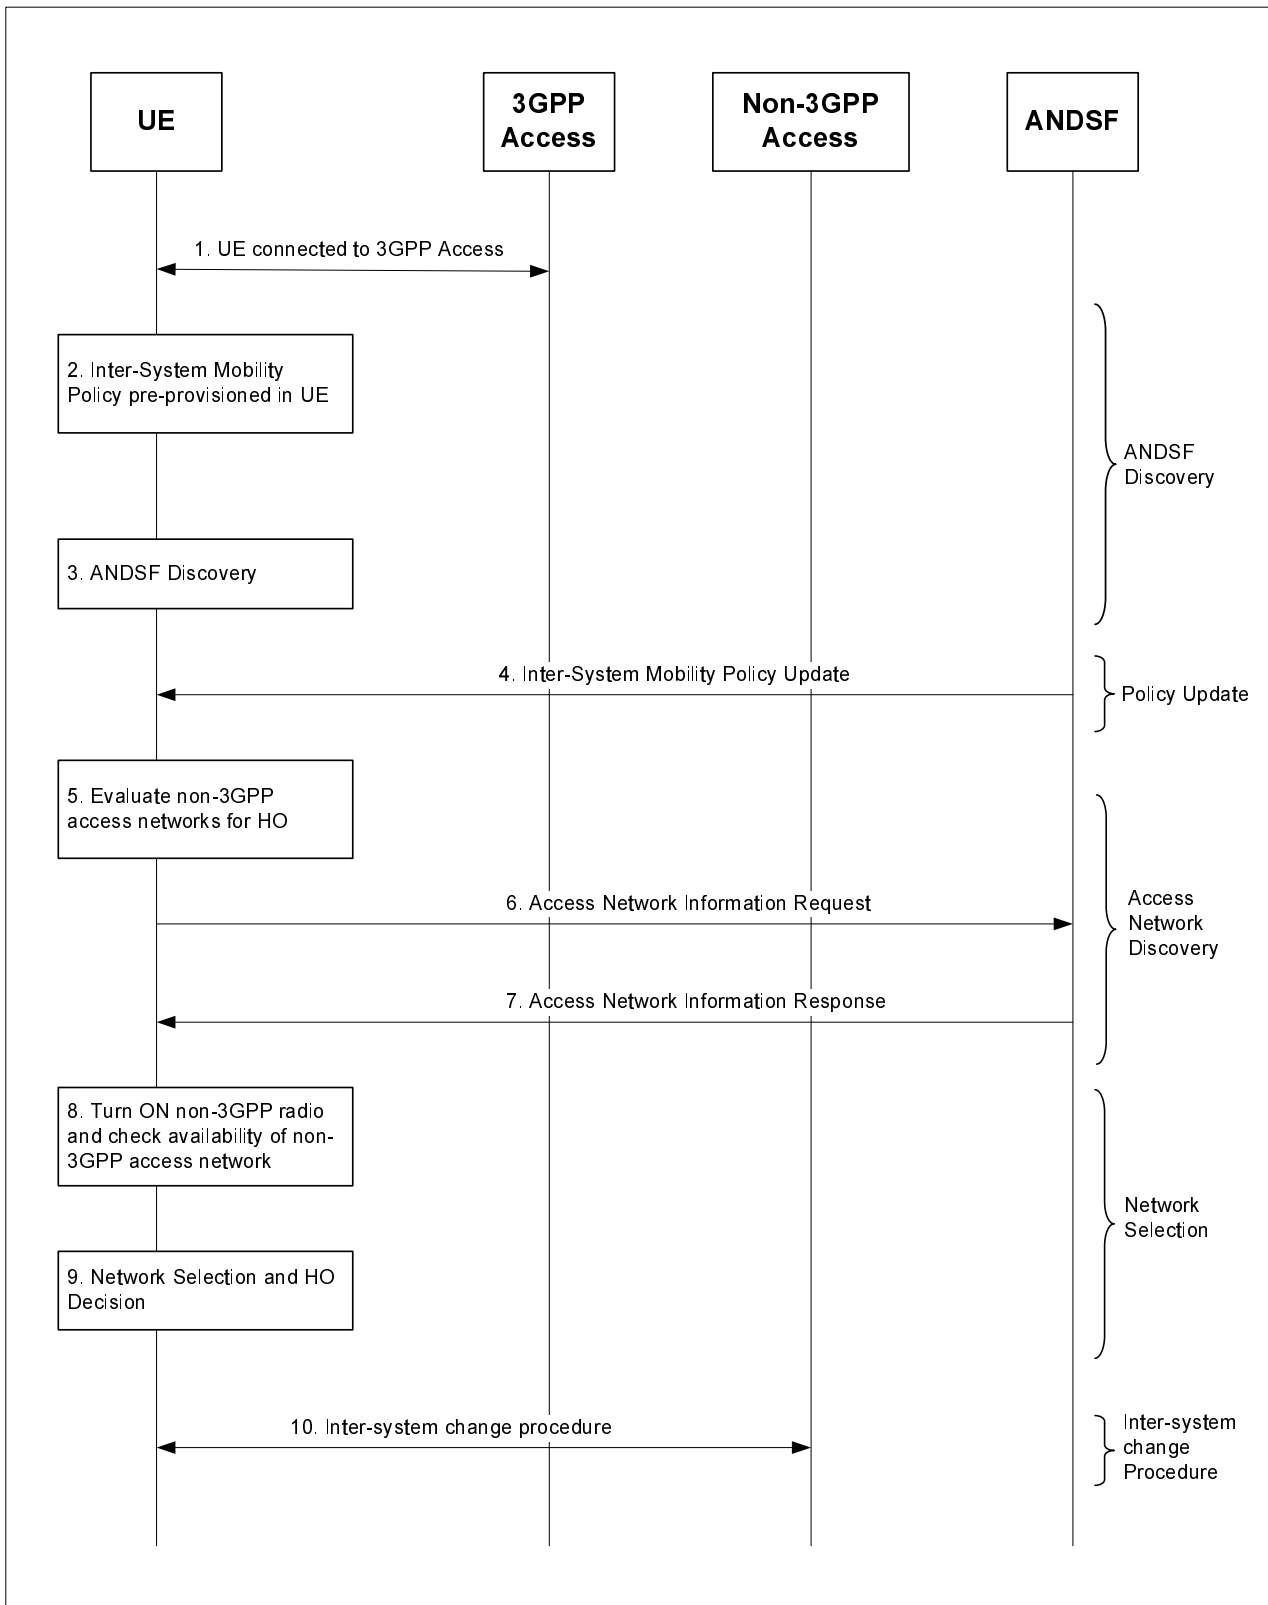 UE
3GPP
Access
Non-3GPP
Access
ANDSF
1. UE connected to 3GPP Access
2. Inter-System Mobility
Policy pre-provisioned in UE
ANDSF
Discovery
3. ANDSF Discovery
4. Inter-System Mobility Policy Update
Policy Update
5. Evaluate non-3GPP
access networks for HO
6. Access Network Information Request
Access
Network
Discovery
7. Access Network Information Response
8. Turn ON non-3GPP radio
and check availability of non-
3GPP access network
Network
Selection
9. Network Selection and HO
Decision
10. Inter-system change procedure
Inter-system
change
Procedure